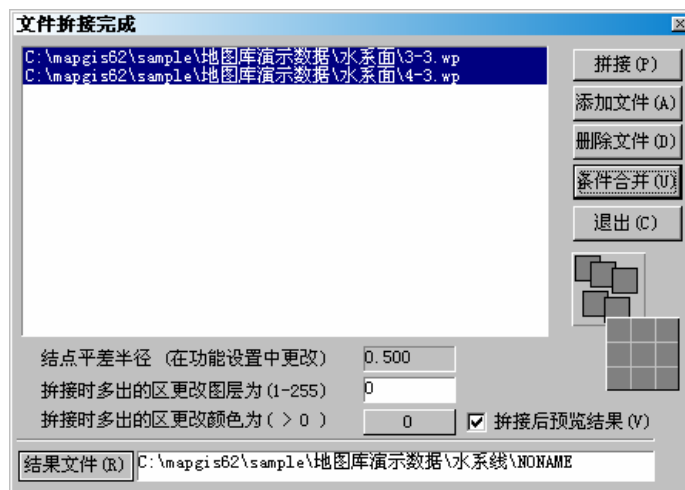 文件拚接完成
C:\mapgis62\sample\地图库演示数据\水系面\3-3.wp
C:\mapgis62\sample\地图库演示数据\水系面\4-3.wp
拼接(P)
添加文件(A)
删除文件(D)
条件合并(U)
退出(C)
结点平差半径 (在功能设置中更改)
0.500
拚接时多出的区更改图层为(1-255)
0
拚接时多出的区更改颜色为( > 0 )
0
拚接后预览结果(V)
结果文件(R)
C:\mapgis62\sample\地图库演示数据\水系线\NONAME